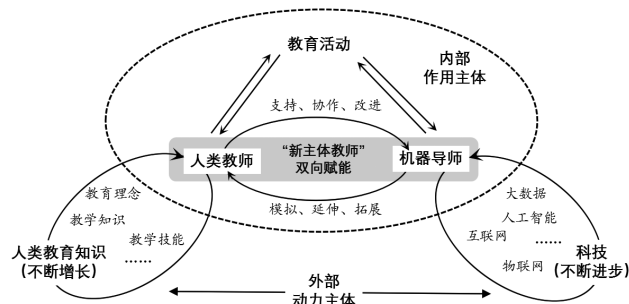 教育活动
内部
作用主体
支持、协作、改进
人类教师
“新主体教师”
双向赋能
机器导师
模拟、延伸、拓展
教育理念
教学知识
教学技能
……
人类教育知识
(不断增长)
大数据
人工智能
互联网
……
物联网
科技
(不断进步)
外部
动力主体